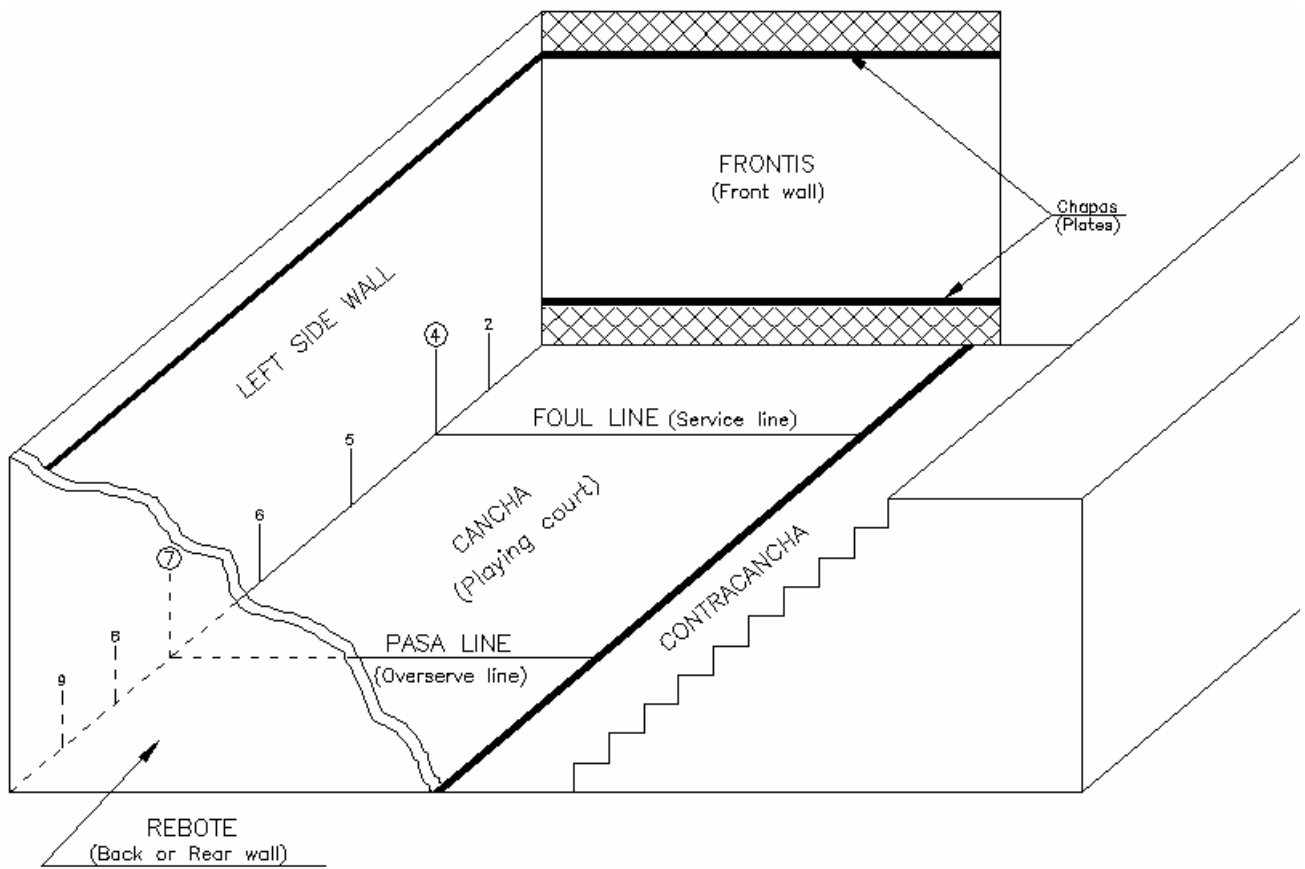 FRONTIS
(Front wall)
Chapas
(Plates)
LEFT SIDE WALL
4
2
FOUL LINE (Service line)
5
CANCHA
(Playing court)
6
7
CONTRACANCHA
PASA LINE
(Overserve line)
8
9
REBOTE
(Back or Rear wall)